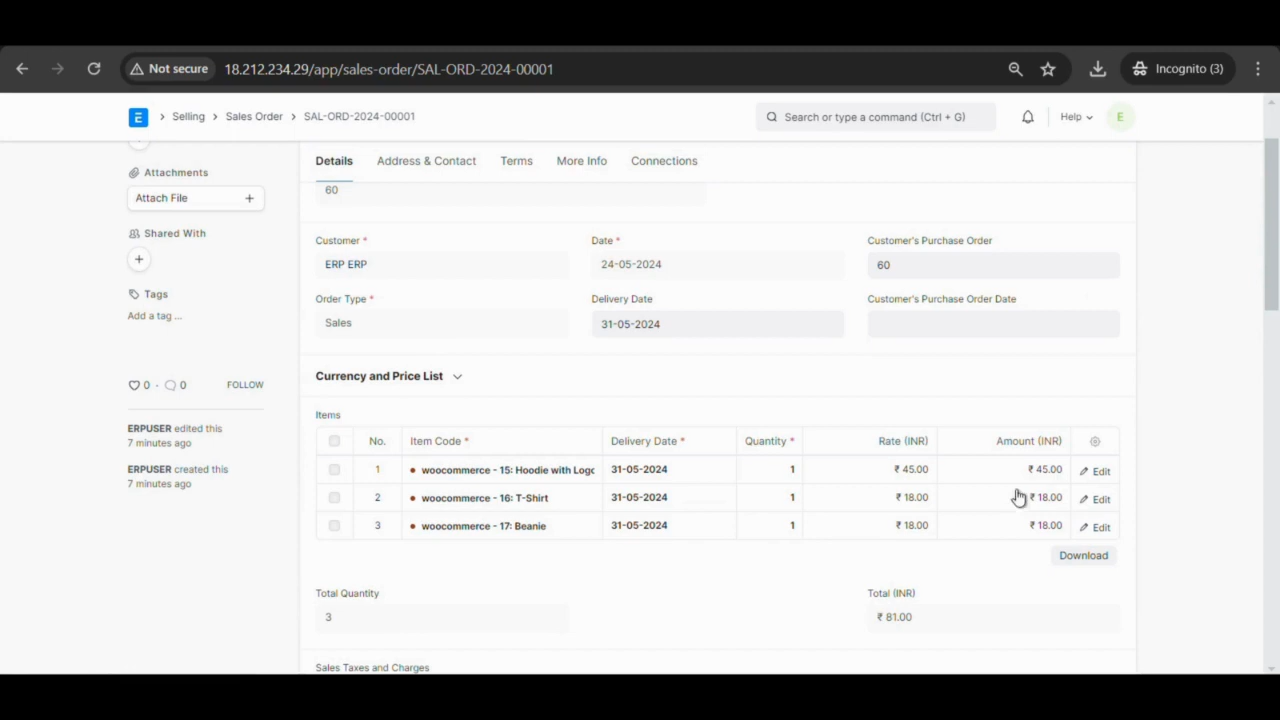 Not secure 18.212.234.29/app/sales-order/SAL-ORD-2024-00001 Incognito (3)
E Selling Sales Order SAL-ORD-2024-00001 Search or type a command (Ctrl + G) Help E
Attachments
Attach File +
Shared With
+
Tags
Add a tag ...
0 · 0 FOLLOW
ERPUSER edited this
7 minutes ago
ERPUSER created this
7 minutes ago
Details Address & Contact Terms More Info Connections
60
Customer * Date * Customer's Purchase Order
ERP ERP 24-05-2024 60
Order Type * Delivery Date Customer's Purchase Order Date
Sales 31-05-2024
Currency and Price List
Items
No. Item Code * Delivery Date * Quantity * Rate (INR) Amount (INR)
1 woocommerce - 15: Hoodie with Logo 31-05-2024 1 ₹ 45.00 ₹ 45.00 Edit
2 woocommerce - 16: T-Shirt 31-05-2024 1 ₹ 18.00 ₹ 18.00 Edit
3 woocommerce - 17: Beanie 31-05-2024 1 ₹ 18.00 ₹ 18.00 Edit
Download
Total Quantity Total (INR)
3 ₹ 81.00
Sales Taxes and Charges